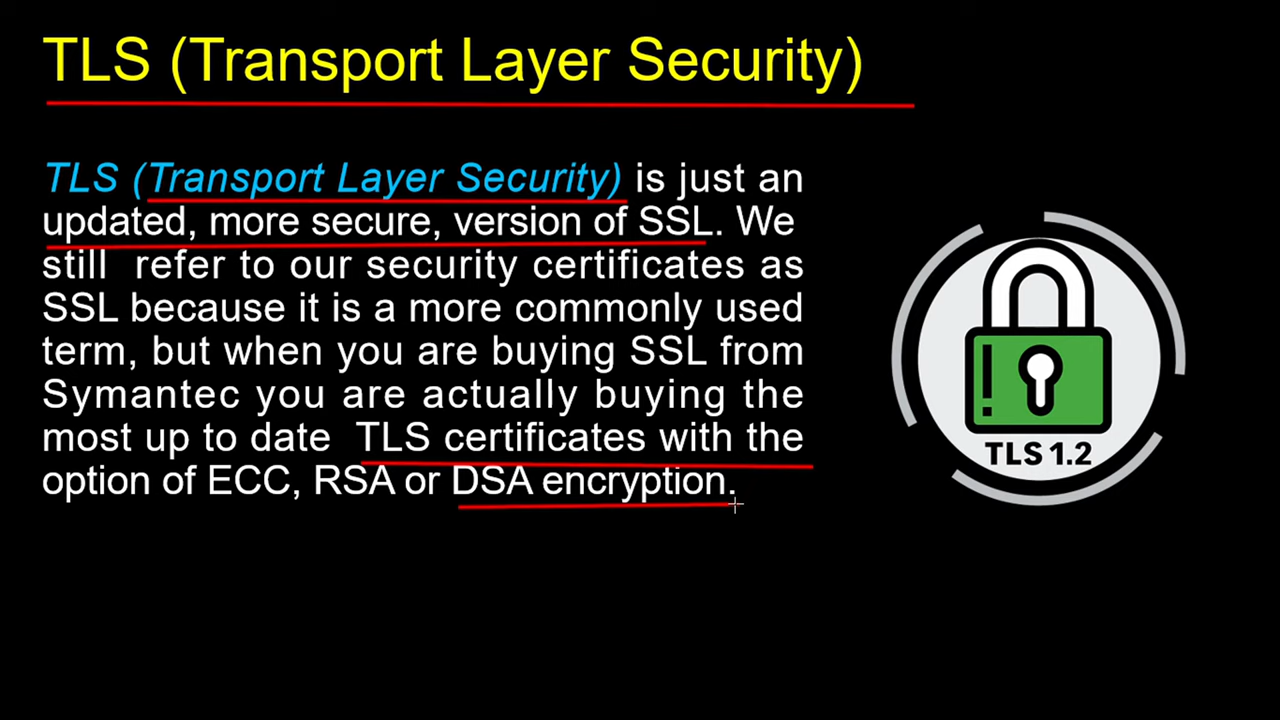 TLS (Transport Layer Security)
TLS (Transport Layer Security) is just an
updated, more secure, version of SSL. We
still refer to our security certificates as
SSL because it is a more commonly used
term, but when you are buying SSL from
Symantec you are actually buying the
most up to date TLS certificates with the
option of ECC, RSA or DSA encryption.
TLS 1.2